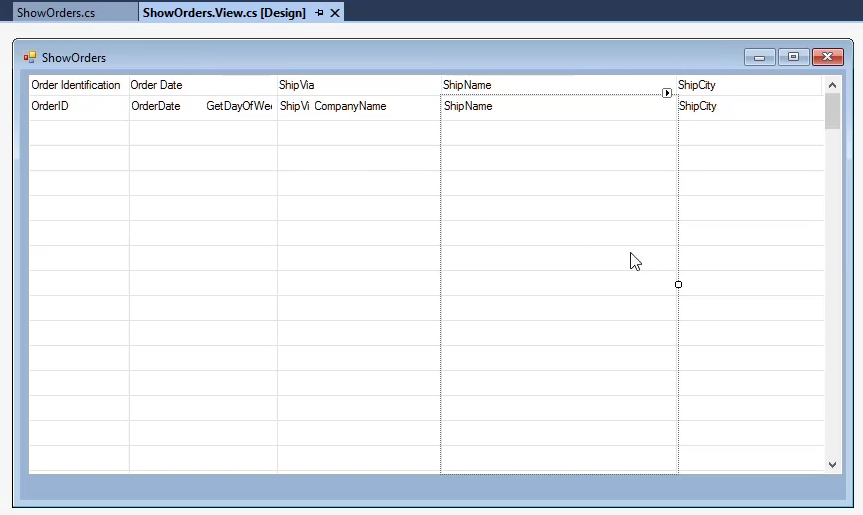 ShowOrders.cs ShowOrders.View.cs [Design]
ShowOrders
Order Identification Order Date ShipVia ShipName ShipCity
OrderID OrderDate GetDayOfWee ShipVi CompanyName ShipName ShipCity